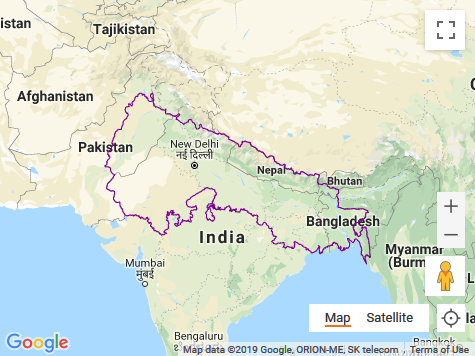 Tajikistan
Afghanistan
Pakistan
New Delhi
नई दिल्ली
Nepal
Bhutan
Bangladesh
India
Myanmar
(Burm
Mumbai
मुंबई
Map
Satellite
Bengaluru
Bangkok
Google
Map data ©2019 Google, ORION-ME, SK telecom
Terms of Use